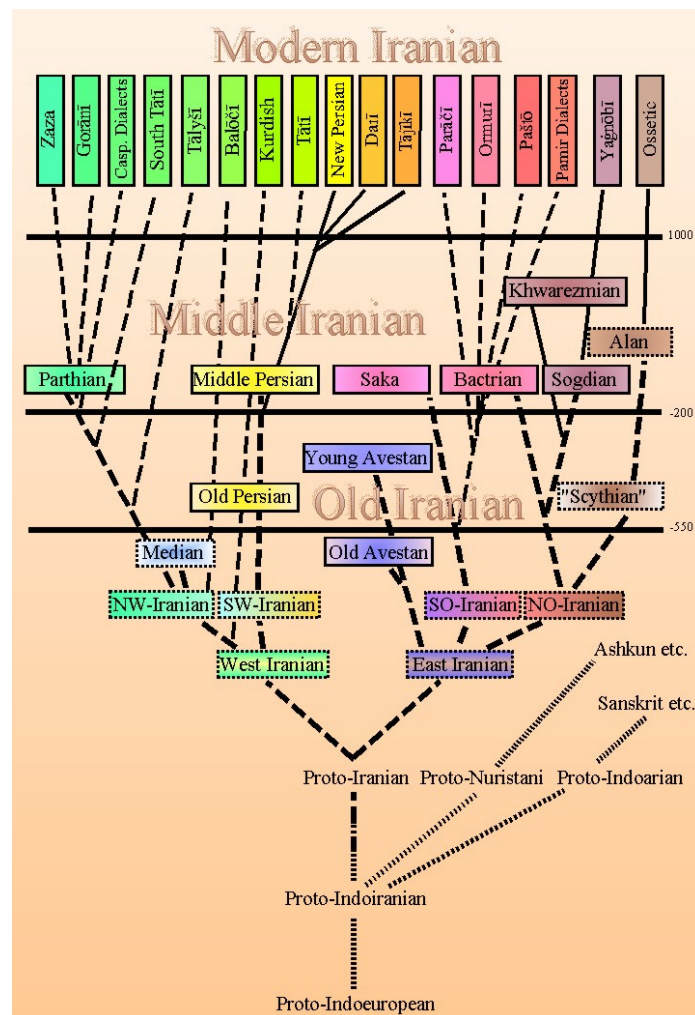 Modern Iranian
Zaza
Gorānī
Casp. Dialects
South Tātī
Tālyšī
Balōčī
Kurdish
Tātī
New Persian
Darī
Tājīkī
Parāčī
Ormurī
Paštō
Pamir Dialects
Yaġnōbī
Ossetic
1000
Khwarezmian
Middle Iranian
Alan
Parthian
Middle Persian
Saka
Bactrian
Sogdian
-200
Young Avestan
Old Persian
Old Iranian
"Scythian"
-550
Median
Old Avestan
NW-Iranian
SW-Iranian
SO-Iranian
NO-Iranian
West Iranian
East Iranian
Ashkun etc.
Sanskrit etc.
Proto-Iranian
Proto-Nuristani
Proto-Indoarian
Proto-Indoiranian
Proto-Indoeuropean